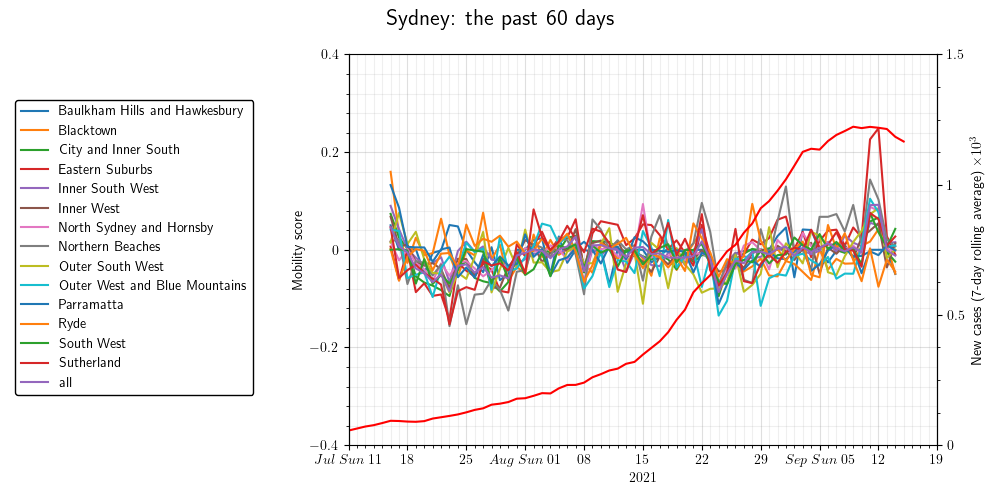 Sydney: the past 60 days
Baulkham Hills and Hawkesbury
Blacktown
City and Inner South
Eastern Suburbs
Inner South West
Inner West
North Sydney and Hornsby
Northern Beaches
Outer South West
Outer West and Blue Mountains
Parramatta
Ryde
South West
Sutherland
all
Mobility score
0.4
0.2
0
−0.2
−0.4
Jul Sun 11 18 25 Aug Sun 01 08 15 22 29 Sep Sun 05 12 19
2021
1.5
1
0.5
0
New cases (7-day rolling average) ×10³